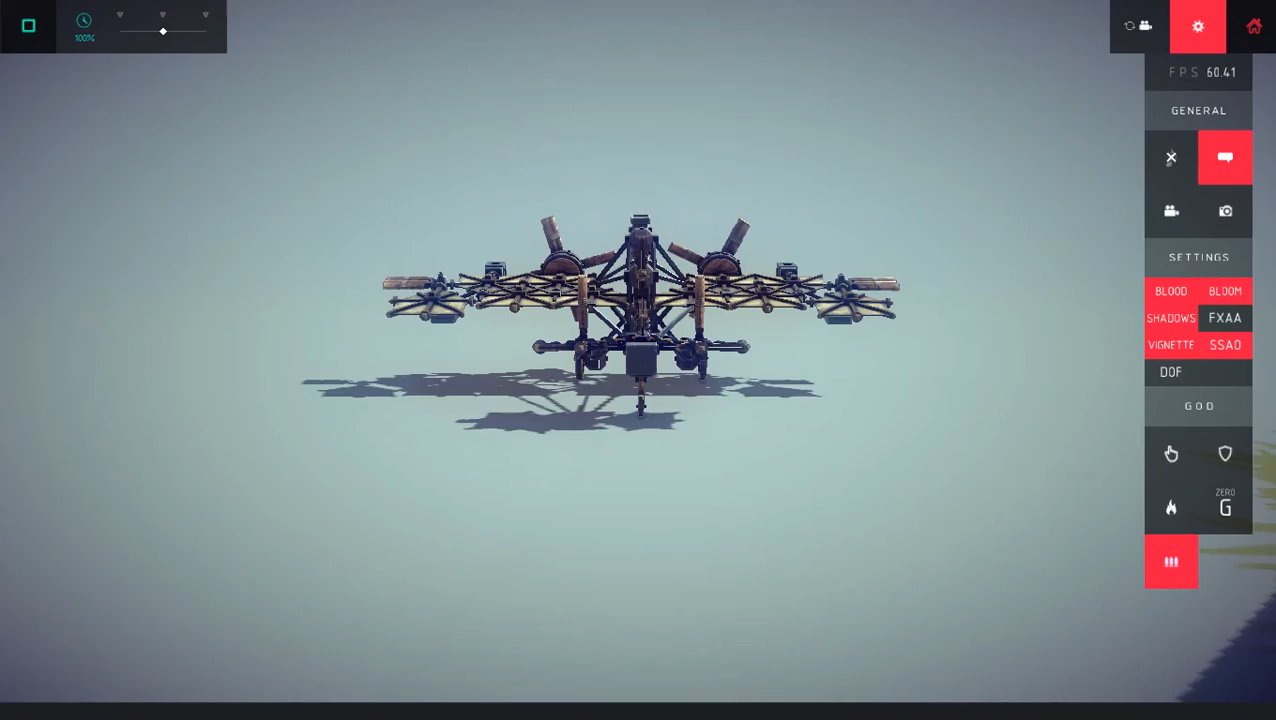 100%
FPS 60.41
GENERAL
SETTINGS
BLOOD BLOOM
SHADOWS FXAA
VIGNETTE SSAO
DOF
GOD
ZERO
G